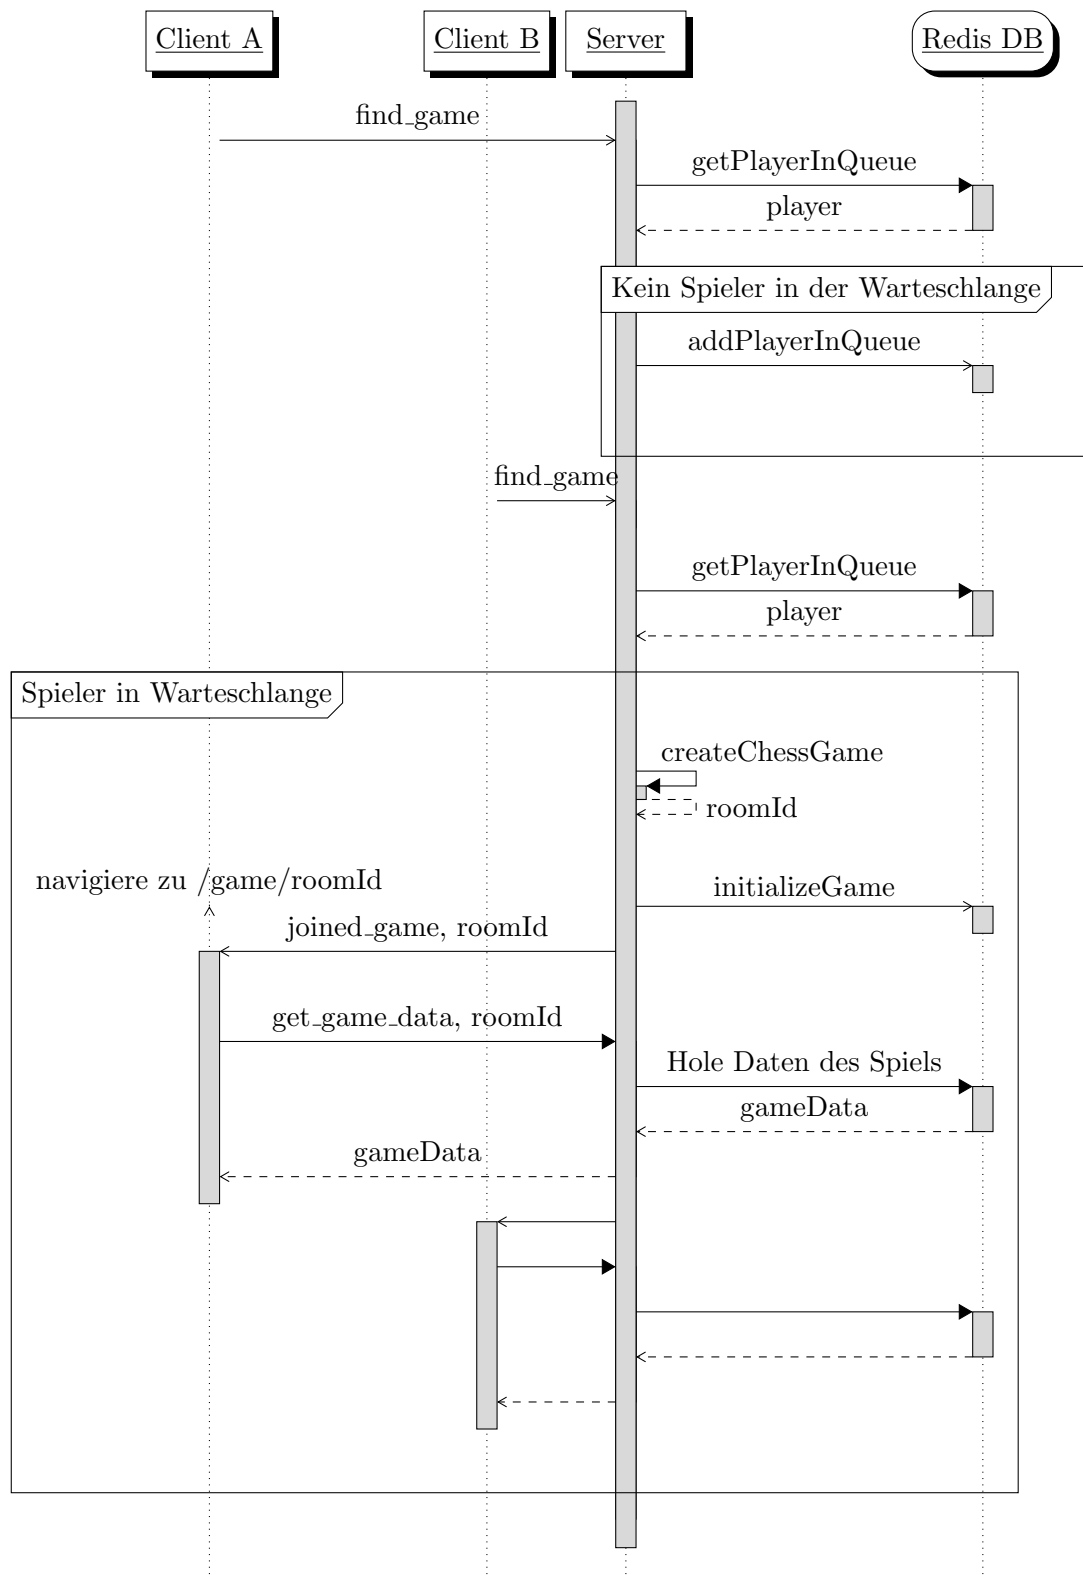 Client A
Client B
Server
Redis DB
find_game
getPlayerInQueue
player
Kein Spieler in der Warteschlange
addPlayerInQueue
find_game
getPlayerInQueue
player
Spieler in Warteschlange
createChessGame
roomId
navigiere zu /game/roomId
initializeGame
joined_game, roomId
get_game_data, roomId
Hole Daten des Spiels
gameData
gameData